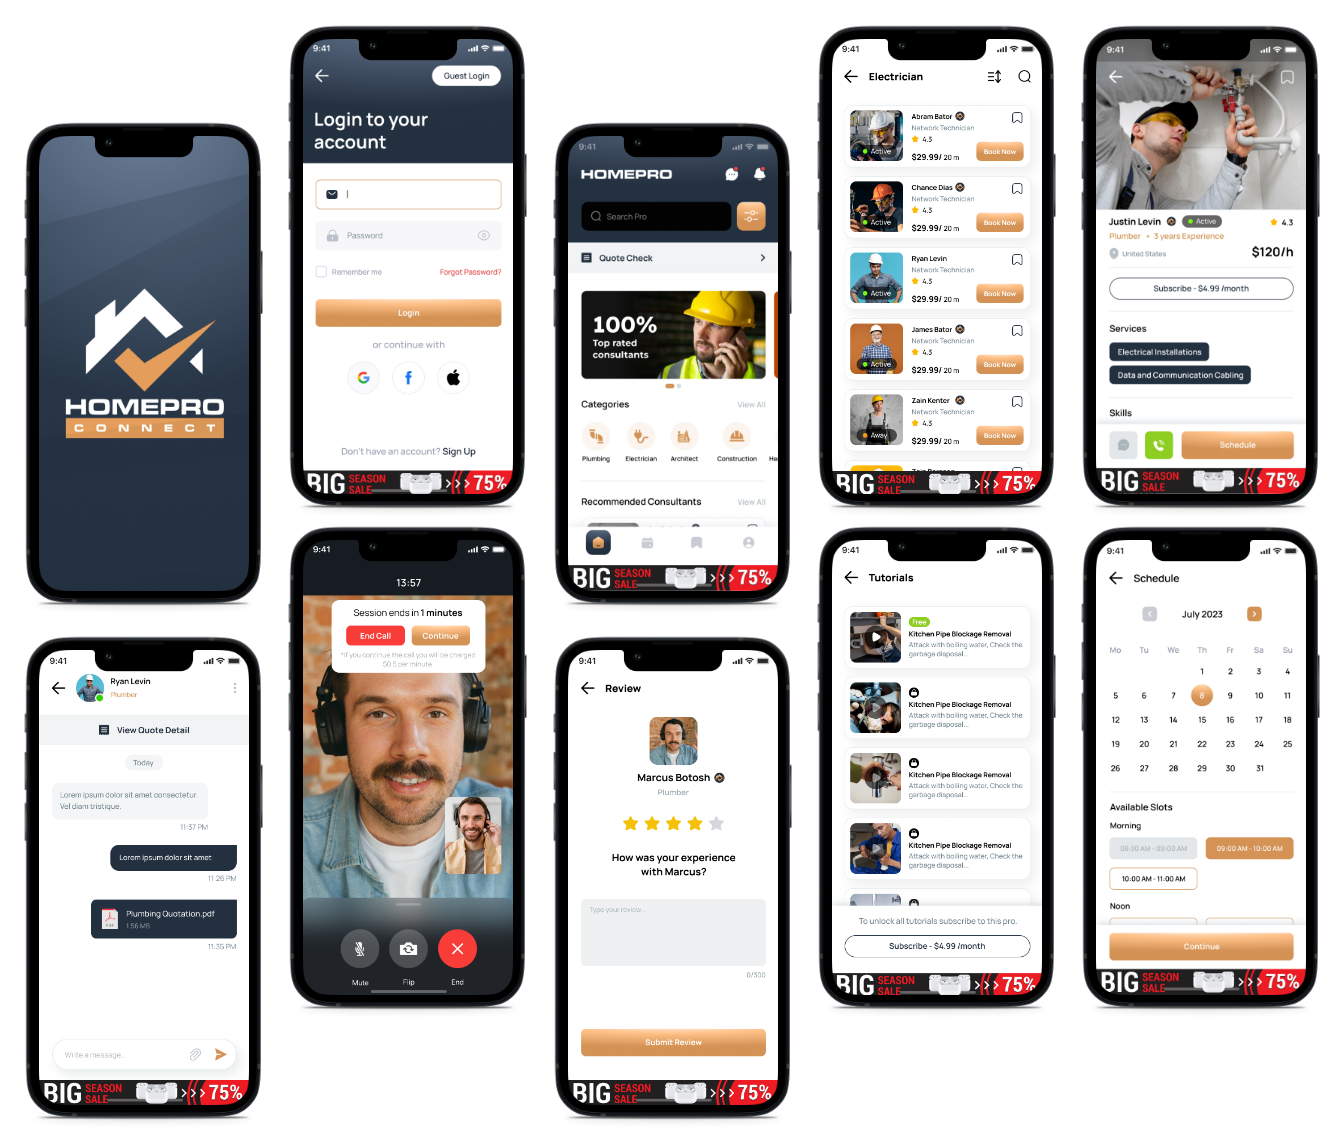 HOMEPRO
CONNECT
9:41
Guest Login
Login to your
account
Password
Remember me
Forgot Password?
Login
or continue with
Don't have an account? Sign Up
BIG SEASON SALE 75%
9:41
HOMEPRO
Search Pro
Quote Check
100%
Top rated
consultants
Categories View All
Plumbing Electrician Architect Construction He
Recommended Consultants View All
BIG SEASON SALE 75%
9:41
Electrician
Abram Bator
Network Technician
4.3
Active
$29.99/ 20 m
Book Now
Chance Dias
Network Technician
4.3
Active
$29.99/ 20 m
Book Now
Ryan Levin
Network Technician
4.3
Active
$29.99/ 20 m
Book Now
James Bator
Network Technician
4.3
Active
$29.99/ 20 m
Book Now
Zain Kenter
Network Technician
4.3
Away
$29.99/ 20 m
Book Now
BIG SEASON SALE 75%
9:41
Justin Levin Active 4.3
Plumber • 3 years Experience
United States $120/h
Subscribe - $4.99 /month
Services
Electrical Installations
Data and Communication Cabling
Skills
Schedule
BIG SEASON SALE 75%
9:41
Ryan Levin
Plumber
View Quote Detail
Today
Lorem ipsum dolor sit amet consectetur.
Vel diam tristique.
11:37 PM
Lorem ipsum dolor sit amet
11:26 PM
Plumbing Quotation.pdf
PDF
1.56 MB
11:35 PM
Write a message...
BIG SEASON SALE 75%
9:41
13:57
Session ends in 1 minutes
End Call Continue
*If you continue the call you will be charged
$0.5 per minute
Mute Flip End
9:41
Review
Marcus Botosh
Plumber
How was your experience
with Marcus?
Type your review...
0/300
Submit Review
BIG SEASON SALE 75%
9:41
Tutorials
Free
Kitchen Pipe Blockage Removal
Attack with boiling water, Check the
garbage disposal...
Kitchen Pipe Blockage Removal
Attack with boiling water, Check the
garbage disposal...
Kitchen Pipe Blockage Removal
Attack with boiling water, Check the
garbage disposal...
Kitchen Pipe Blockage Removal
Attack with boiling water, Check the
garbage disposal...
To unlock all tutorials subscribe to this pro.
Subscribe - $4.99 /month
BIG SEASON SALE 75%
9:41
Schedule
July 2023
Mo Tu We Th Fr Sa Su
1 2 3 4
5 6 7 8 9 10 11
12 13 14 15 16 17 18
19 20 21 22 23 24 25
26 27 28 29 30 31
Available Slots
Morning
08:30 AM - 09:00 AM 09:00 AM - 10:00 AM
10:00 AM - 11:00 AM
Noon
Continue
BIG SEASON SALE 75%